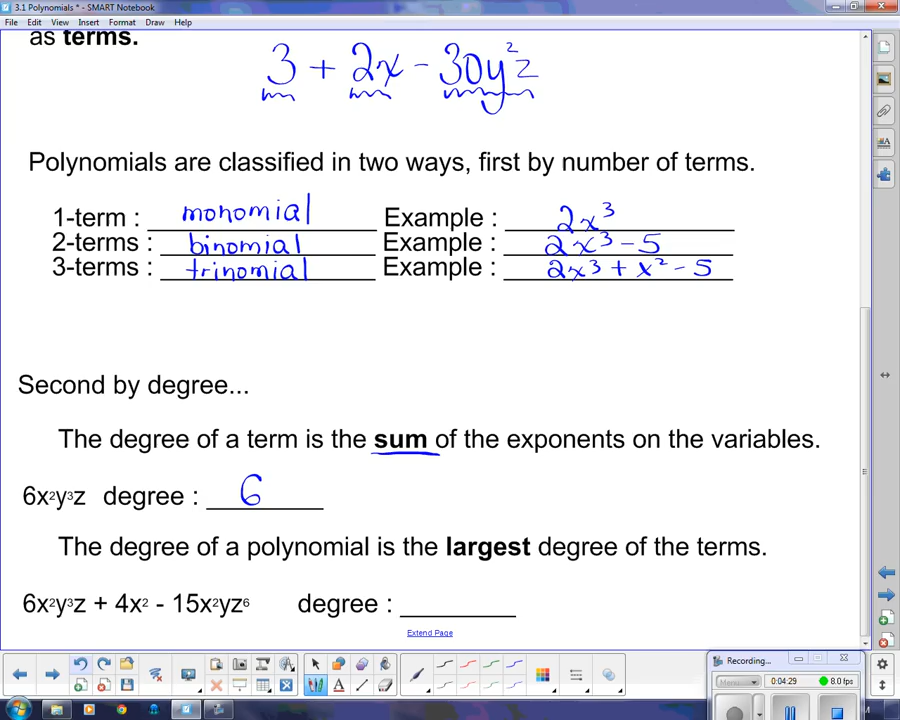 3.1 Polynomials * - SMART Notebook
File Edit View Insert Format Draw Help
as terms.
3 + 2x - 30y²z
Polynomials are classified in two ways, first by number of terms.
1-term : monomial Example : 2x³
2-terms : binomial Example : 2x³ - 5
3-terms : trinomial Example : 2x³ + x² - 5
Second by degree...
The degree of a term is the sum of the exponents on the variables.
6x²y³z degree : 6
The degree of a polynomial is the largest degree of the terms.
6x²y³z + 4x² - 15x²yz⁶ degree : ________
Extend Page
Recording...
Menu 0:04:29 8.0 fps